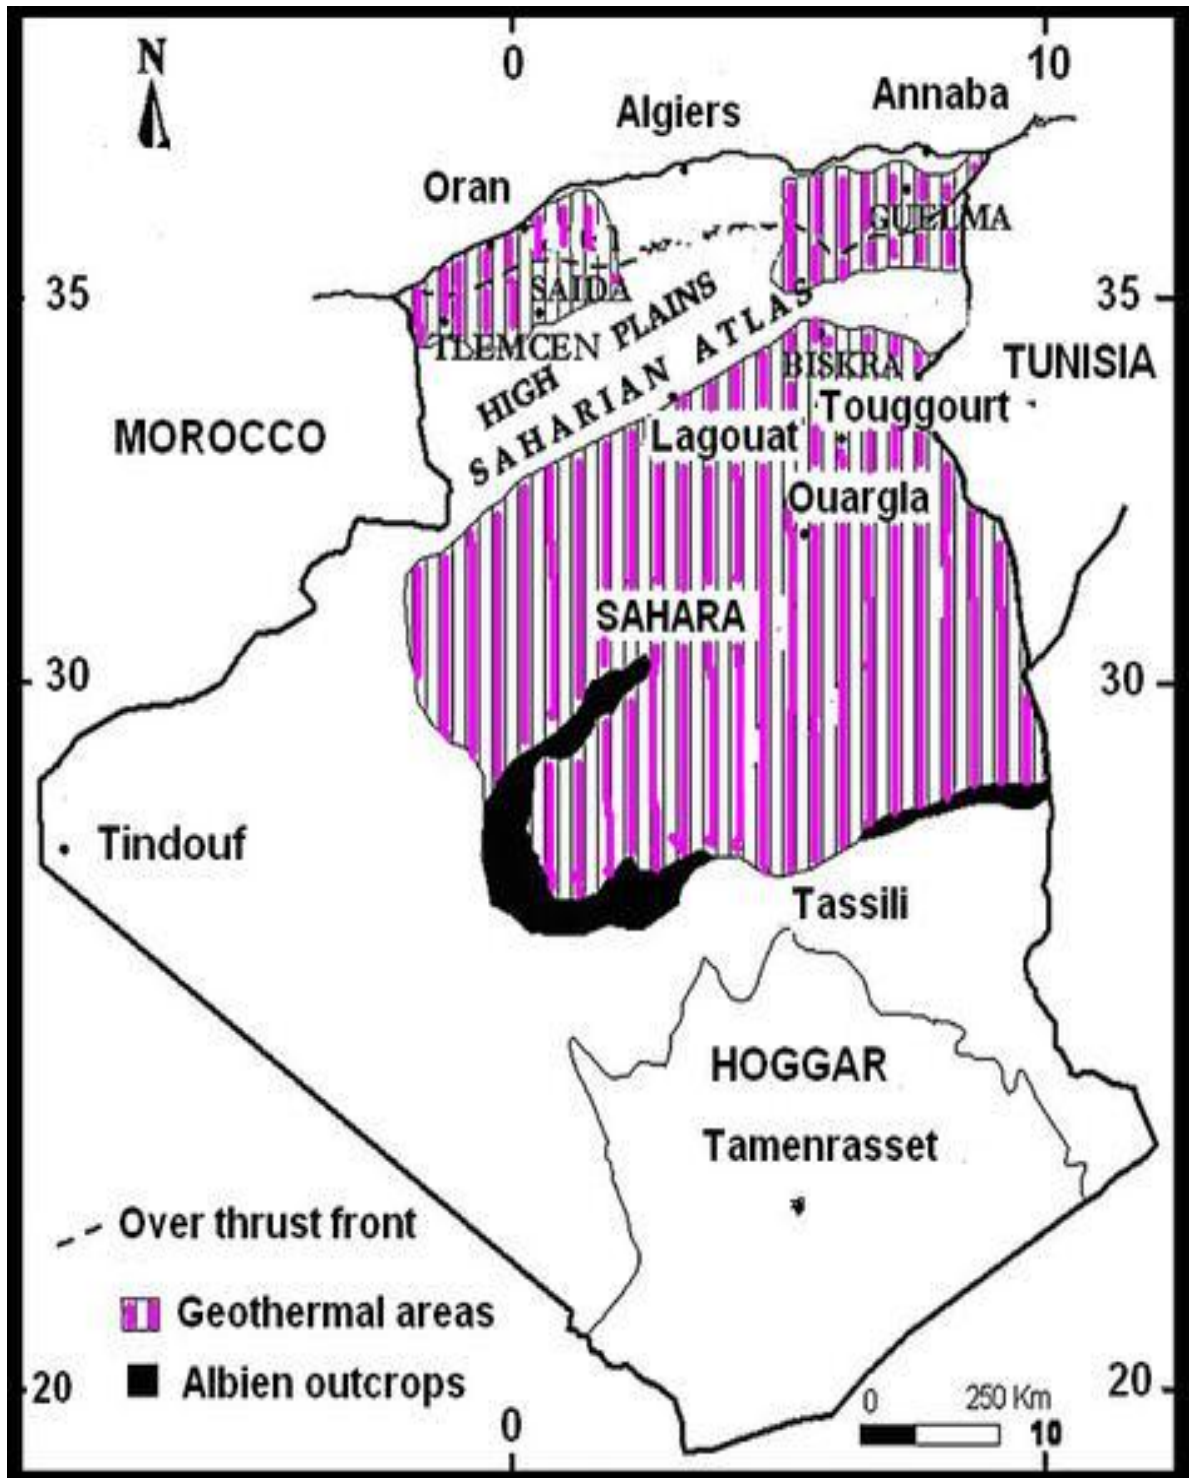 N
0
10
Algiers
Annaba
Oran
GUELMA
35
SAIDA
35
TLEMCEN
HIGH PLAINS
SAHARIAN ATLAS
BISKRA
TUNISIA
MOROCCO
Touggourt
Lagouat
Ouargla
SAHARA
30
30
Tindouf
Tassili
HOGGAR
Tamenrasset
Over thrust front
Geothermal areas
Albien outcrops
20
20
0
0 250 Km
10